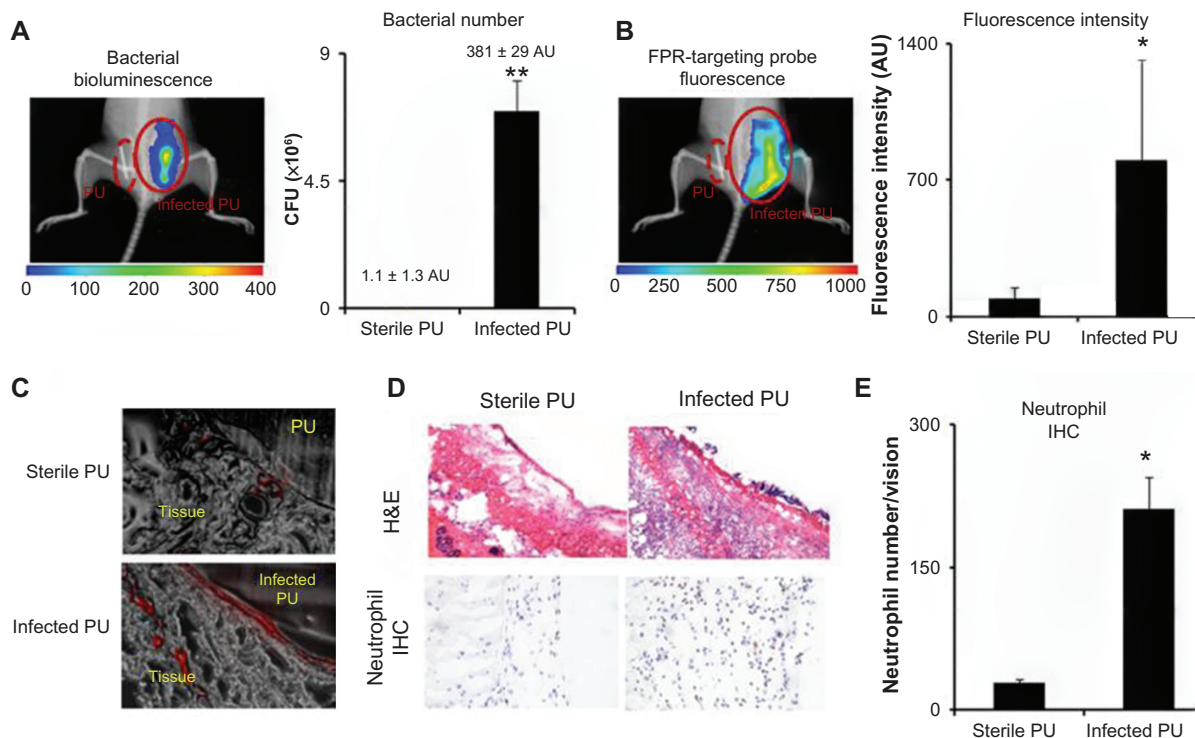 A
Bacterial
bioluminescence
PU
Infected PU
0 100 200 300 400
Bacterial number
9
4.5
0
CFU (×10⁶)
381 ± 29 AU
**
1.1 ± 1.3 AU
Sterile PU Infected PU
B
FPR-targeting probe
fluorescence
PU
Infecten PU
0 250 500 750 1000
Fluorescence intensity
1400
700
0
Fluorescence intensity (AU)
*
Sterile PU Infected PU
C
Sterile PU
PU
Tissue
Infected PU
Infected
PU
Tissue
D
Sterile PU Infected PU
H&E
Neutrophil
IHC
E
Neutrophil
IHC
300
150
0
Neutrophil number/vision
*
Sterile PU Infected PU